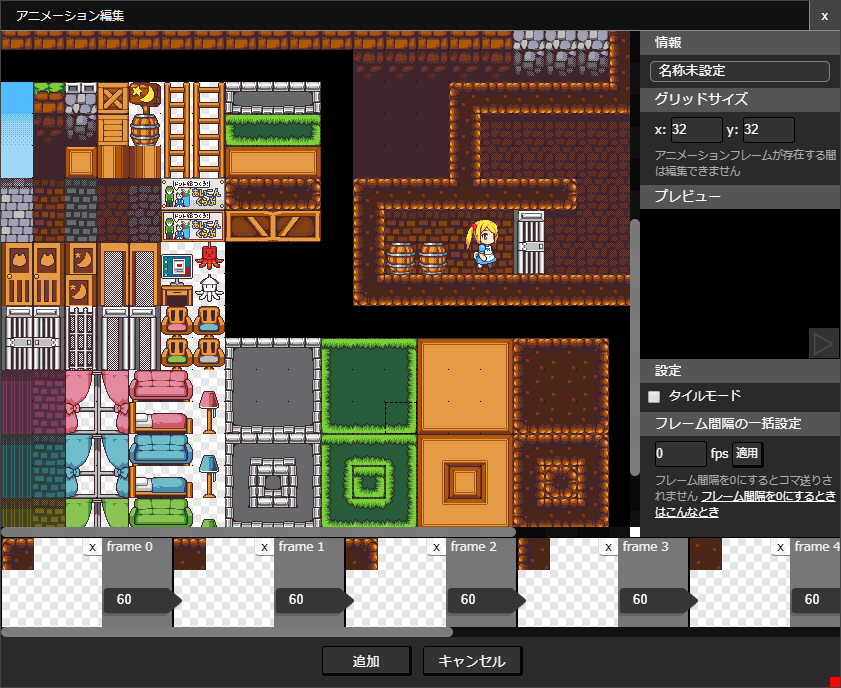 アニメーション編集
x
情報
名称未設定
グリッドサイズ
x: 32 y: 32
アニメーションフレームが存在する間
は編集できません
プレビュー
設定
タイルモード
フレーム間隔の一括設定
0 fps 適用
フレーム間隔を0にするとコマ送りさ
れません フレーム間隔を0にするとき
はこんなとき
x frame 0 x frame 1 x frame 2 x frame 3 x frame 4
60 60 60 60 60
追加 キャンセル